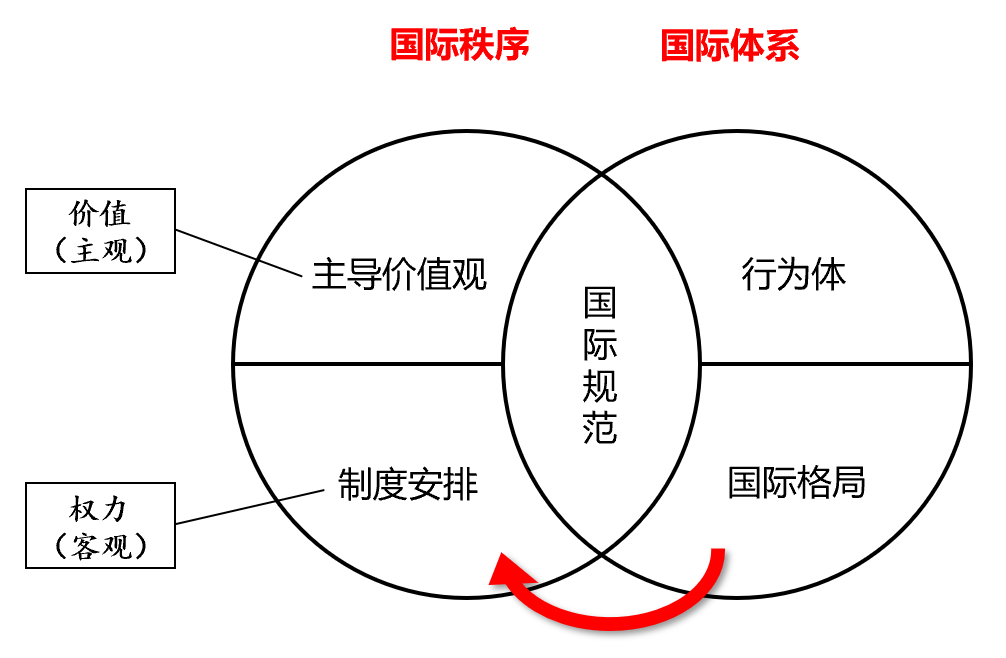 国际秩序
国际体系
价值
（主观）
主导价值观
行为体
国际规范
权力
（客观）
制度安排
国际格局